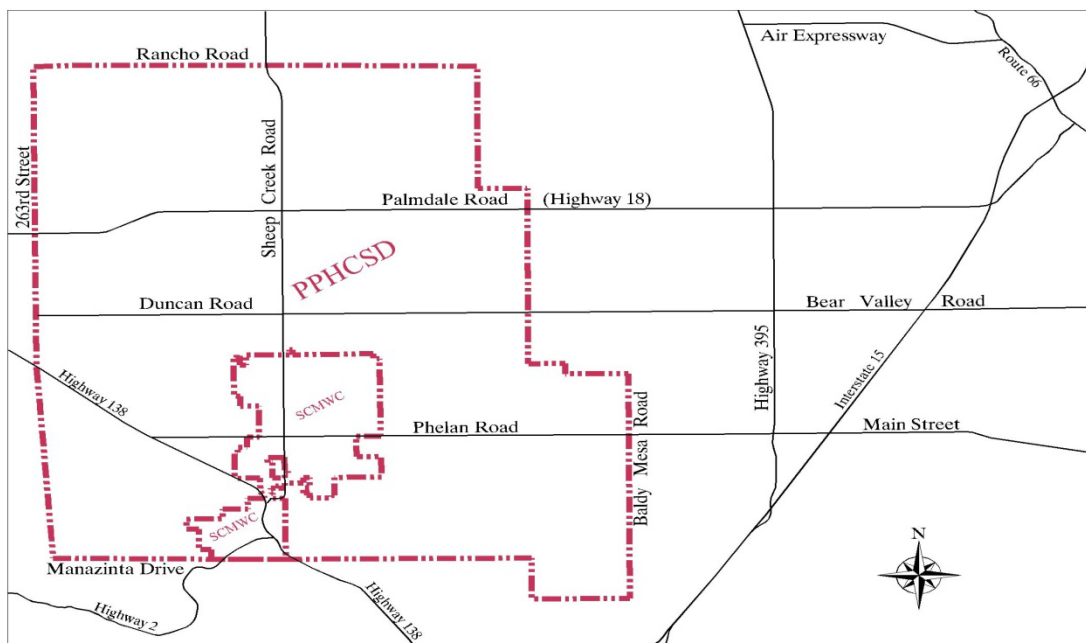 Rancho Road
Air Expressway
Route 66
263rd Street
Sheep Creek Road
Palmdale Road (Highway 18)
PPHCSD
Duncan Road
Bear Valley Road
Highway 138
Highway 395
Interstate 15
SCMWC
Phelan Road
Main Street
Baldy Mesa Road
SCMWC
N
Manazinta Drive
Highway 2
Highway 138